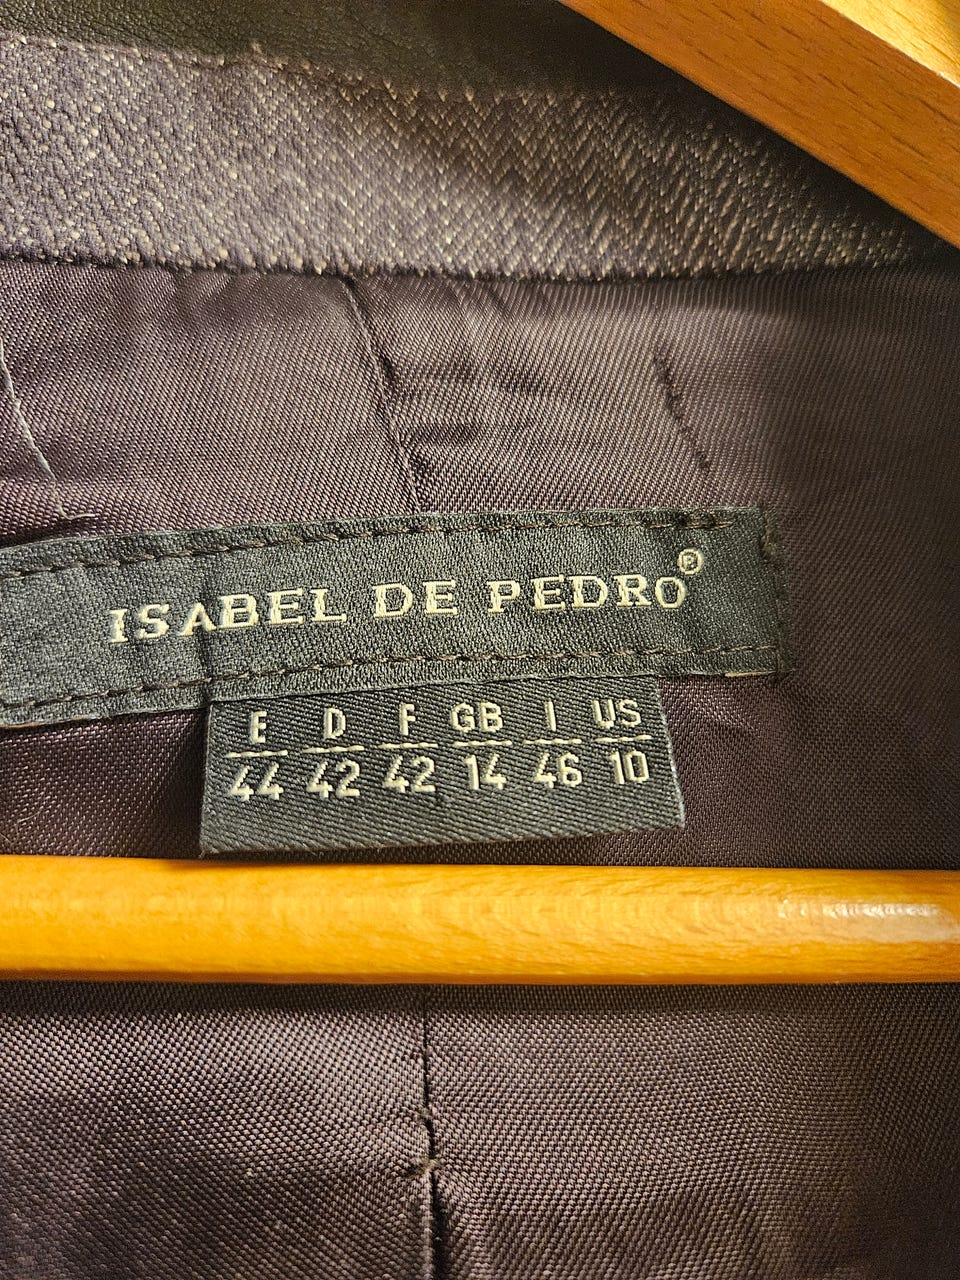 ISABEL DE PEDRO®
E D F GB I US
44 42 42 14 46 10